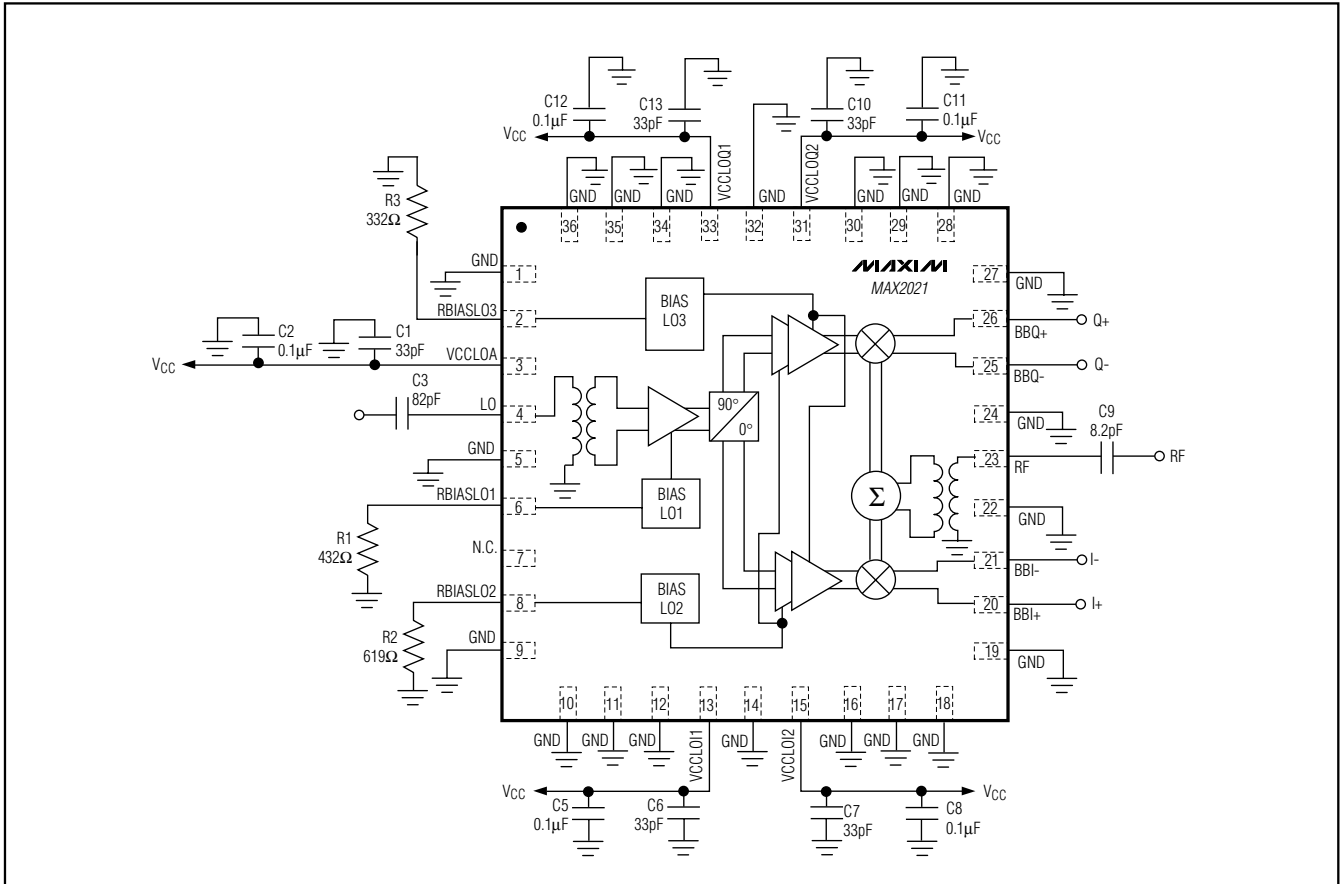 C12
0.1µF
C13
33pF
C10
33pF
C11
0.1µF
VCC
VCC
VCCLOQ1
VCCLOQ2
GND
GND
GND
GND
GND
GND
GND
36
35
34
33
32
31
30
29
28
R3
332Ω
MAXIM
MAX2021
GND
1
27
GND
RBIASLO3
2
BIAS
LO3
26
BBQ+
Q+
C2
0.1µF
C1
33pF
VCC
VCCLOA
3
25
BBQ-
Q-
C3
82pF
LO
4
90°
0°
24
GND
C9
8.2pF
GND
5
23
RF
RF
RBIASLO1
6
BIAS
LO1
Σ
22
GND
R1
432Ω
N.C.
7
21
BBI-
I-
RBIASLO2
8
BIAS
LO2
20
BBI+
I+
R2
619Ω
GND
9
19
GND
10
11
12
13
14
15
16
17
18
GND
GND
GND
VCCLOI1
GND
VCCLOI2
GND
GND
GND
VCC
VCC
C5
0.1µF
C6
33pF
C7
33pF
C8
0.1µF